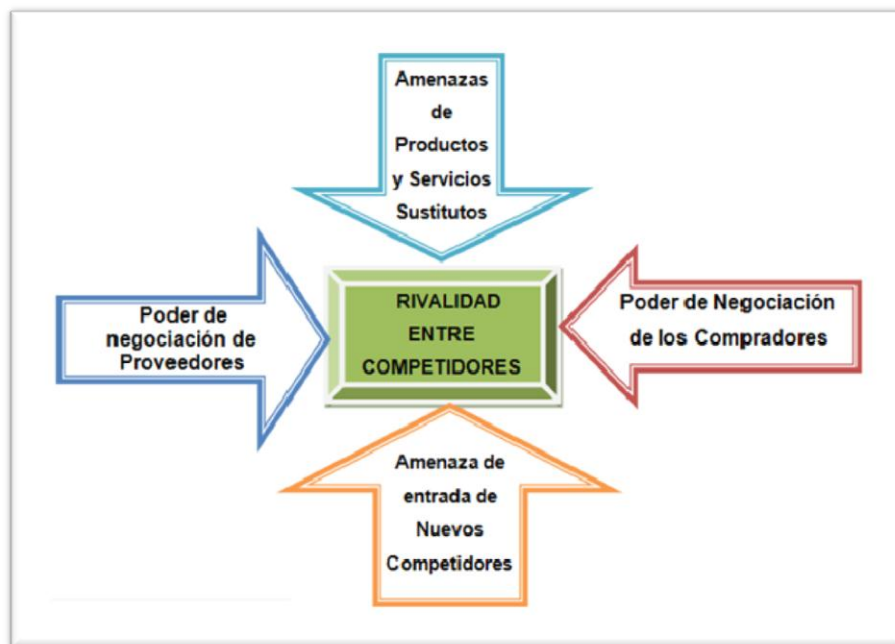 Amenazas
de
Productos
y Servicios
Sustitutos
Poder de
negociación de
Proveedores
RIVALIDAD
ENTRE
COMPETIDORES
Poder de Negociación
de los Compradores
Amenaza de
entrada de
Nuevos
Competidores